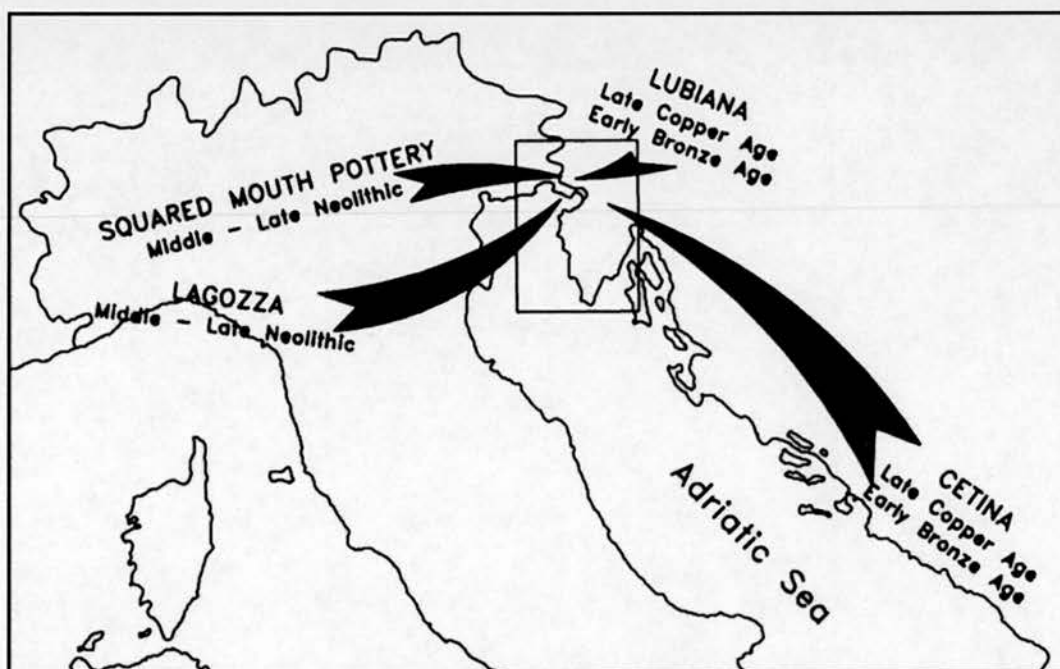 LUBIANA
Late Copper Age
Early Bronze Age
SQUARED MOUTH POTTERY
Middle - Late Neolithic
LAGOZZA
Middle - Late Neolithic
Adriatic Sea
CETINA
Late Copper Age
Early Bronze Age